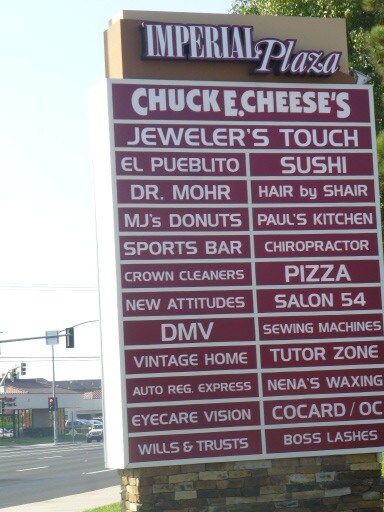 IMPERIAL Plaza
CHUCK E. CHEESE'S
JEWELER'S TOUCH
EL PUEBLITO SUSHI
DR. MOHR HAIR by SHAIR
MJ's DONUTS PAUL'S KITCHEN
SPORTS BAR CHIROPRACTOR
CROWN CLEANERS PIZZA
NEW ATTITUDES SALON 54
DMV SEWING MACHINES
VINTAGE HOME TUTOR ZONE
AUTO REG. EXPRESS NENA'S WAXING
EYECARE VISION COCARD / OC
WILLS & TRUSTS BOSS LASHES